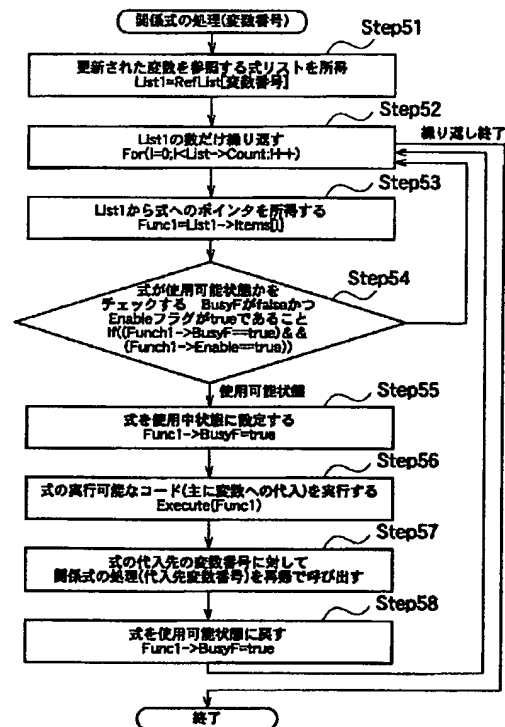 関係式の処理(変数番号)
Step51
更新された変数を参照する式リストを所得
List1=RefList[変数番号]
Step52
List1の数だけ繰り返す
For(I=0;I<List->Count;I++)
繰り返し終了
Step53
List1から式へのポインタを所得する
Func1=List1->Items[I]
Step54
式が使用可能状態かを
チェックする BusyFがfalseかつ
Enableフラグがtrueであること
If((Funch1->BusyF==true)&&
(Funch1->Enable==true))
使用可能状態
Step55
式を使用中状態に設定する
Func1->BusyF=true
Step56
式の実行可能なコード(主に変数への代入)を実行する
Execute(Func1)
Step57
式の代入先の変数番号に対して
関係式の処理(代入先変数番号)を再帰で呼び出す
Step58
式を使用可能状態に戻す
Func1->BusyF=true
終了